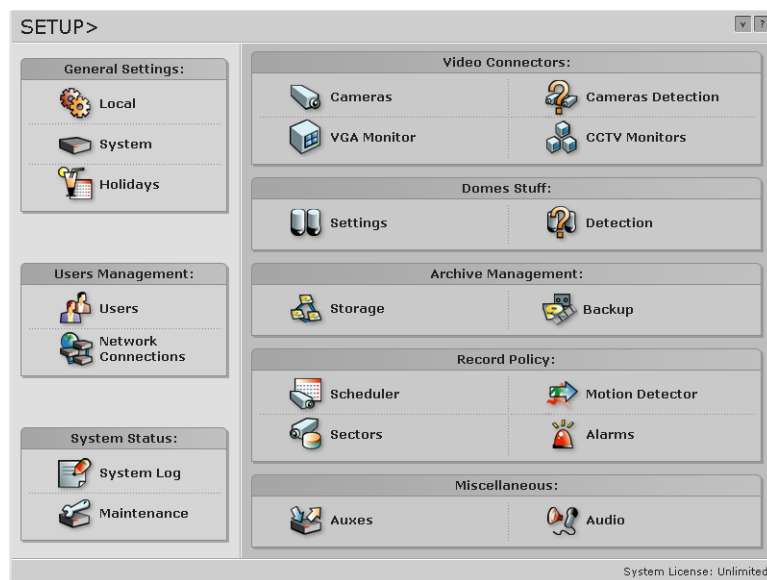 SETUP>
v ?
General Settings:
Local
System
Holidays
Users Management:
Users
Network
Connections
System Status:
System Log
Maintenance
Video Connectors:
Cameras
Cameras Detection
VGA Monitor
CCTV Monitors
Domes Stuff:
Settings
Detection
Archive Management:
Storage
Backup
Record Policy:
Scheduler
Motion Detector
Sectors
Alarms
Miscellaneous:
Auxes
Audio
System License: Unlimited